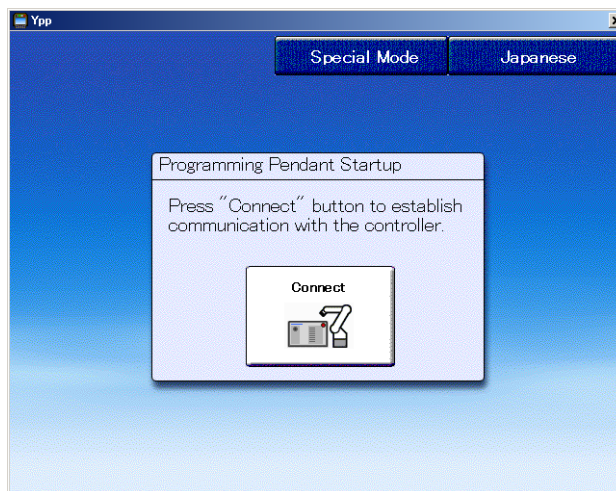 Ypp
Special Mode
Japanese
Programming Pendant Startup
Press "Connect" button to establish
communication with the controller.
Connect